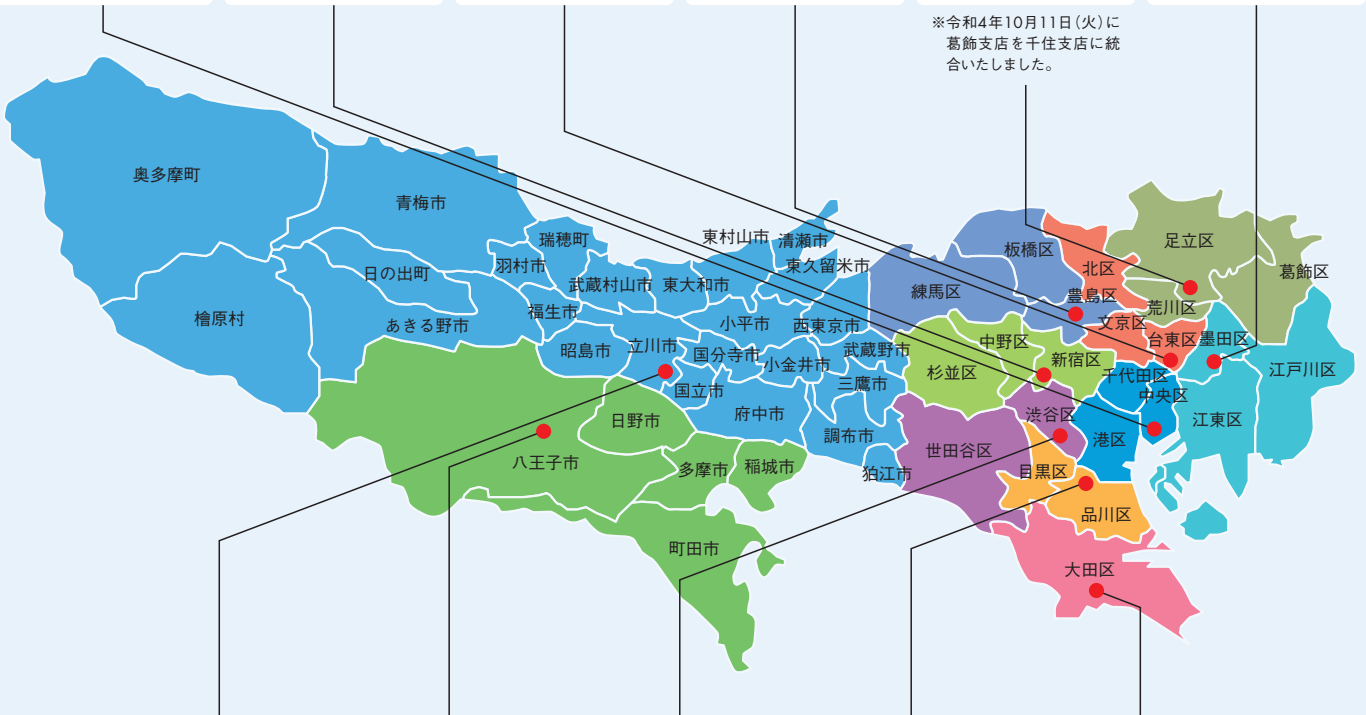 ※令和4年10月11日(火)に
葛飾支店を千住支店に統
合いたしました。
奥多摩町
青梅市
檜原村
日の出町
あきる野市
瑞穂町
羽村市
福生市
武蔵村山市
東大和市
東村山市
清瀬市
東久留米市
昭島市
立川市
小平市
西東京市
国分寺市
小金井市
武蔵野市
国立市
三鷹市
府中市
調布市
狛江市
日野市
八王子市
多摩市
稲城市
町田市
板橋区
練馬区
豊島区
北区
足立区
葛飾区
荒川区
文京区
台東区
墨田区
中野区
新宿区
杉並区
千代田区
中央区
江戸川区
江東区
渋谷区
港区
世田谷区
目黒区
品川区
大田区